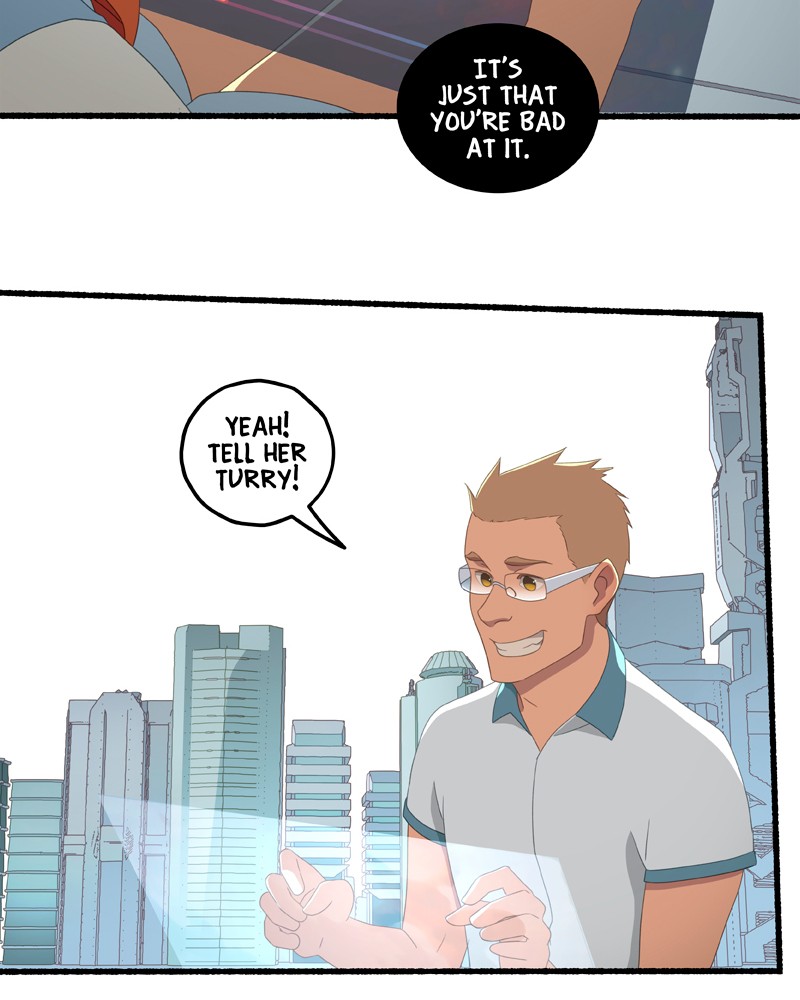 IT'S
JUST THAT
YOU'RE BAD
AT IT.
YEAH!
TELL HER
TURRY!